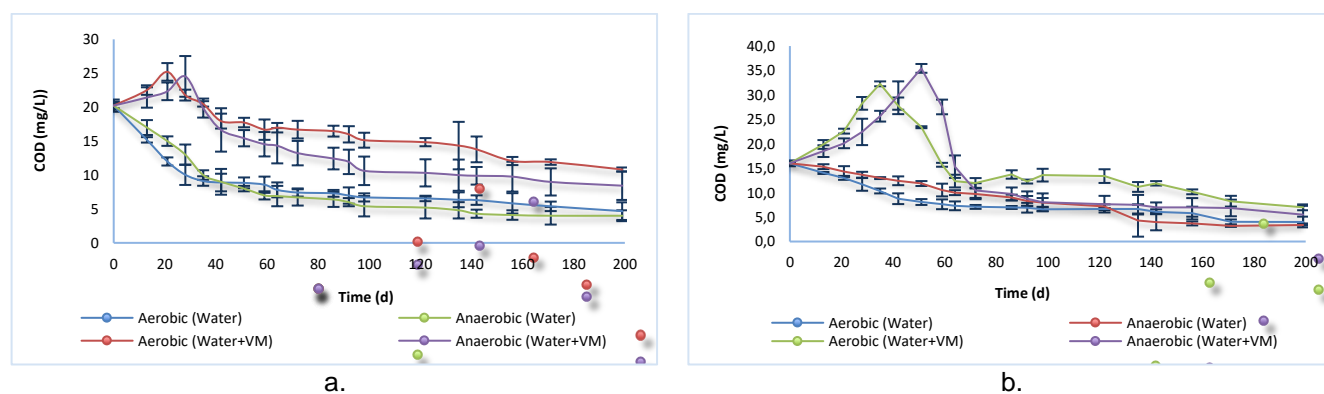 30
25
20
15
10
5
0
COD (mg/L))
0 20 40 60 80 100 120 140 160 180 200
Time (d)
Aerobic (Water) Anaerobic (Water)
Aerobic (Water+VM) Anaerobic (Water+VM)
a.
40,0
35,0
30,0
25,0
20,0
15,0
10,0
5,0
0,0
COD (mg/L)
0 20 40 60 80 100 120 140 160 180 200
Time (d)
Aerobic (Water) Anaerobic (Water)
Aerobic (Water+VM) Anaerobic (Water+VM)
b.